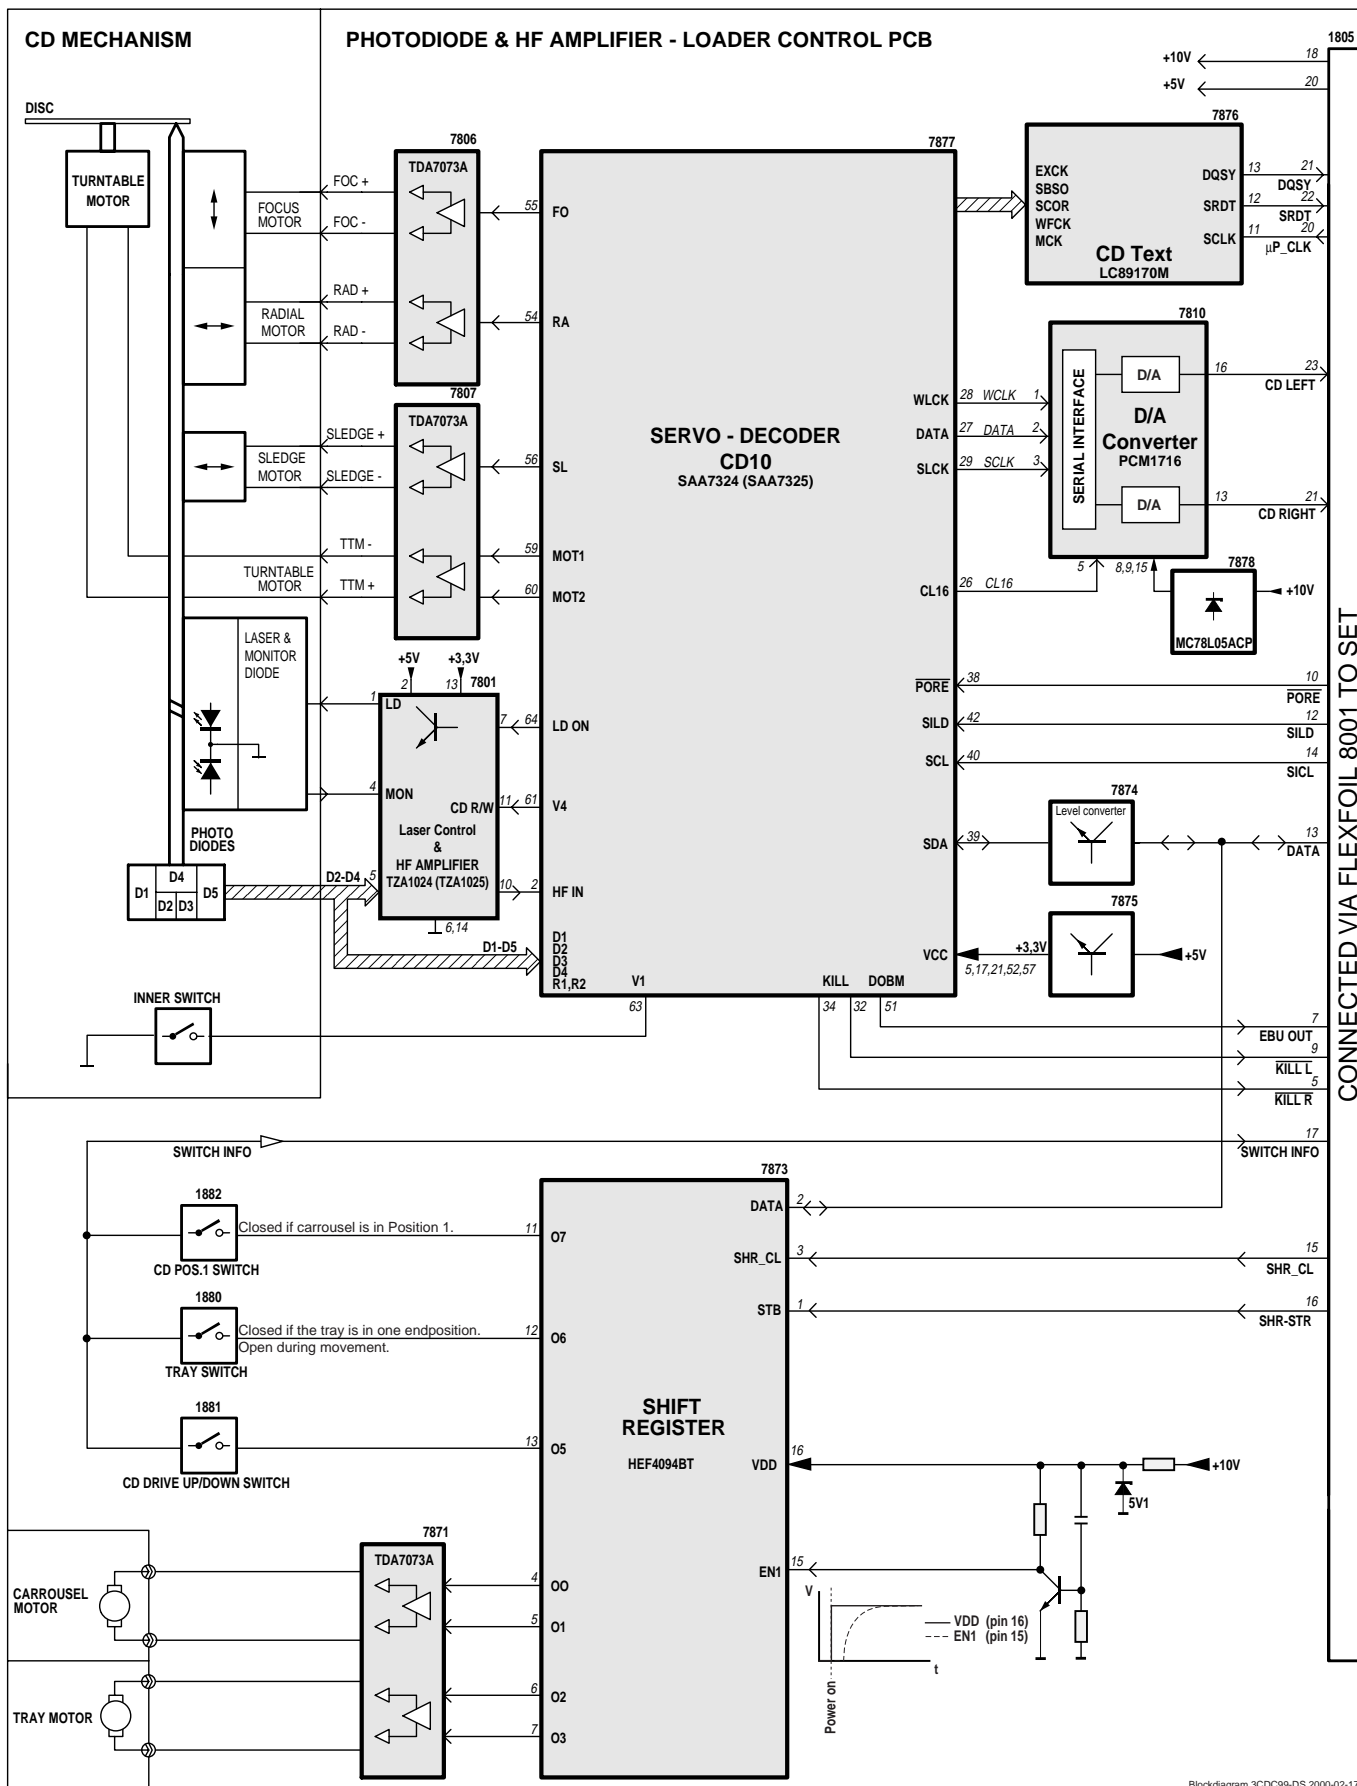 CD MECHANISM
PHOTODIODE & HF AMPLIFIER - LOADER CONTROL PCB
1805
+10V
18
+5V
20
DISC
TURNTABLE
MOTOR
FOCUS
MOTOR
RADIAL
MOTOR
SLEDGE
MOTOR
TURNTABLE
MOTOR
FOC +
FOC -
RAD +
RAD -
SLEDGE +
SLEDGE -
TTM -
TTM +
7806
TDA7073A
7807
TDA7073A
55
FO
54
RA
56
SL
59
MOT1
60
MOT2
7877
SERVO - DECODER
CD10
SAA7324 (SAA7325)
7876
EXCK
SBSO
SCOR
WFCK
MCK
DQSY
SRDT
SCLK
CD Text
LC89170M
13
21
DQSY
12
22
SRDT
11
20
µP_CLK
7810
SERIAL INTERFACE
D/A
D/A
Converter
PCM1716
D/A
16
23
CD LEFT
13
21
CD RIGHT
WLCK
28
WCLK
1
DATA
27
DATA
2
SLCK
29
SCLK
3
5
8,9,15
CL16
26
CL16
7878
MC78L05ACP
+10V
LASER &
MONITOR
DIODE
+5V
+3,3V
2
13
7801
1
LD
4
MON
CD R/W
Laser Control
&
HF AMPLIFIER
TZA1024 (TZA1025)
5
6,14
7
64
LD ON
11
61
V4
10
2
HF IN
PHOTO
DIODES
D1
D4
D2
D3
D5
D2-D4
D1-D5
D1
D2
D3
D4
R1,R2
V1
63
KILL
34
32
DOBM
51
PORE
38
10
PORE
SILD
42
12
SILD
SCL
40
14
SICL
SDA
39
7874
Level converter
13
DATA
7875
VCC
+3,3V
5,17,21,52,57
+5V
7
EBU OUT
9
KILL L
5
KILL R
CONNECTED VIA FLEXFOIL 8001 TO SET
INNER SWITCH
SWITCH INFO
17
SWITCH INFO
1882
Closed if carrousel is in Position 1.
CD POS.1 SWITCH
1880
Closed if the tray is in one endposition.
Open during movement.
TRAY SWITCH
1881
CD DRIVE UP/DOWN SWITCH
7873
11
O7
12
O6
13
O5
SHIFT
REGISTER
HEF4094BT
DATA
2
SHR_CL
3
15
SHR_CL
STB
1
16
SHR-STR
VDD
16
+10V
5V1
EN1
15
V
VDD (pin 16)
EN1 (pin 15)
t
Power on
7871
TDA7073A
4
OO
5
O1
6
O2
7
O3
CARROUSEL
MOTOR
TRAY MOTOR
Blockdiagram 3CDC99-DS 2000-02-17